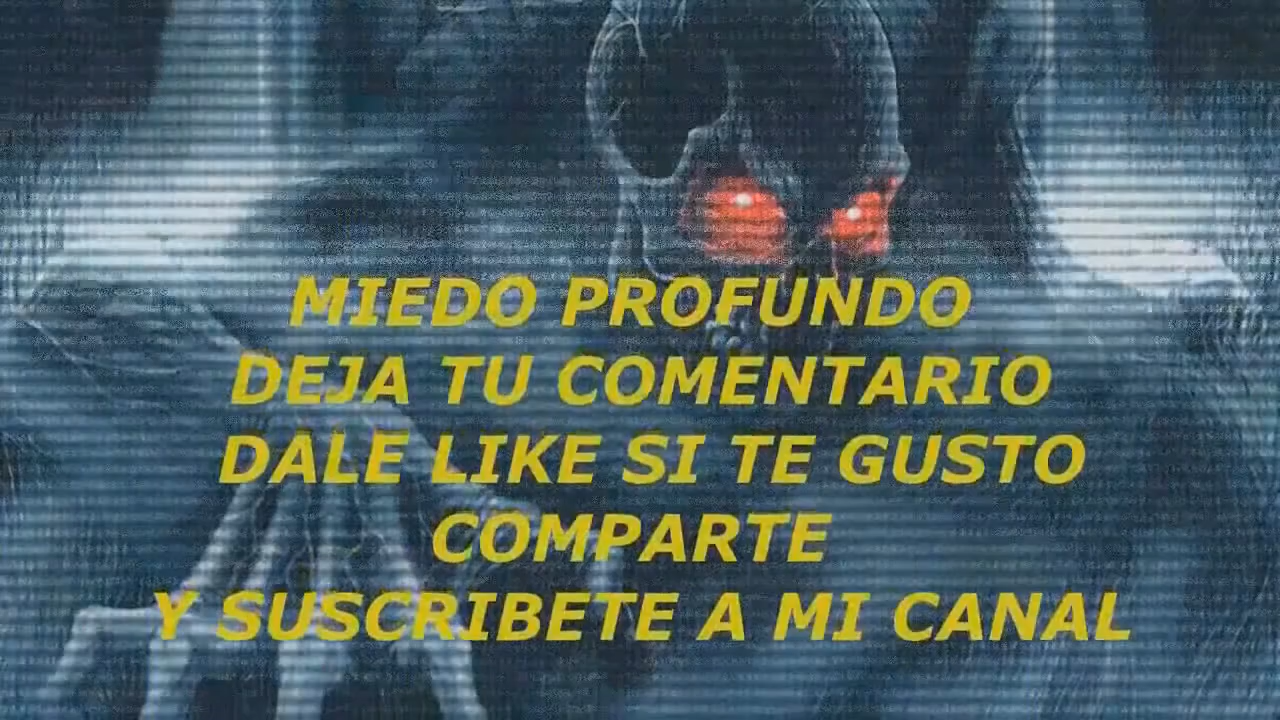 MIEDO PROFUNDO
DEJA TU COMENTARIO
DALE LIKE SI TE GUSTO
COMPARTE
Y SUSCRIBETE A MI CANAL